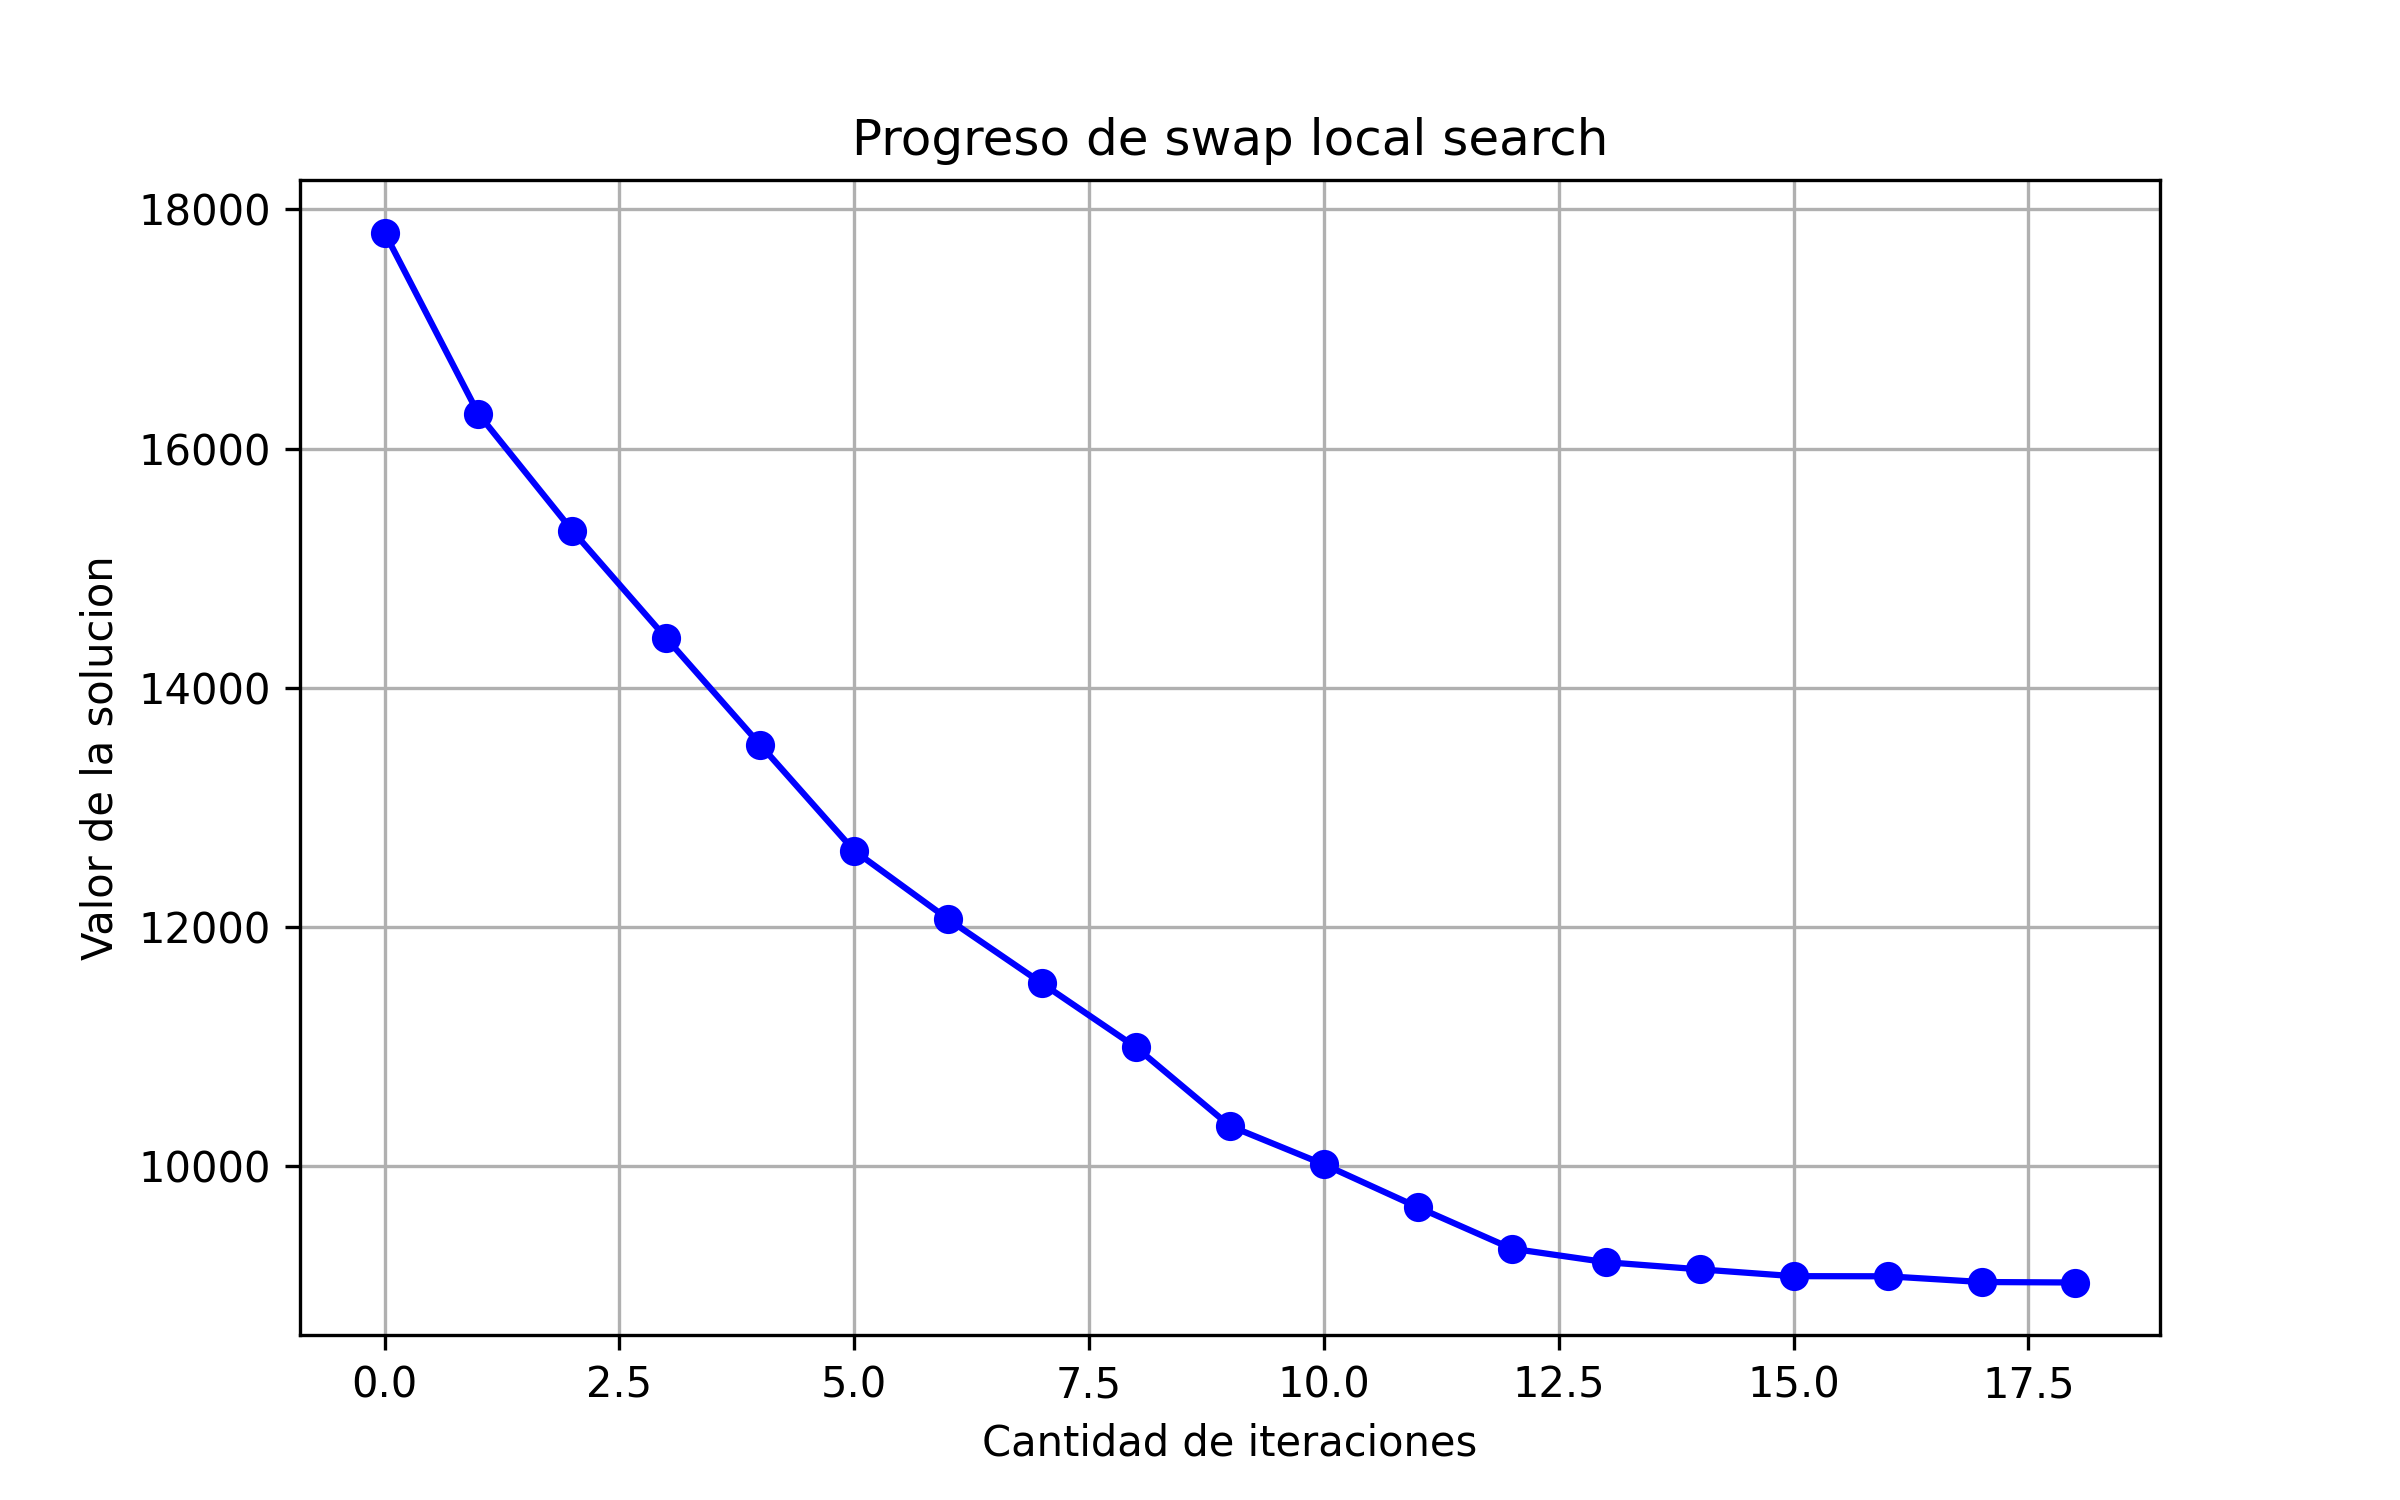 Progreso de swap local search
18000
16000
14000
12000
10000
Valor de la solucion
0.0 2.5 5.0 7.5 10.0 12.5 15.0 17.5
Cantidad de iteraciones